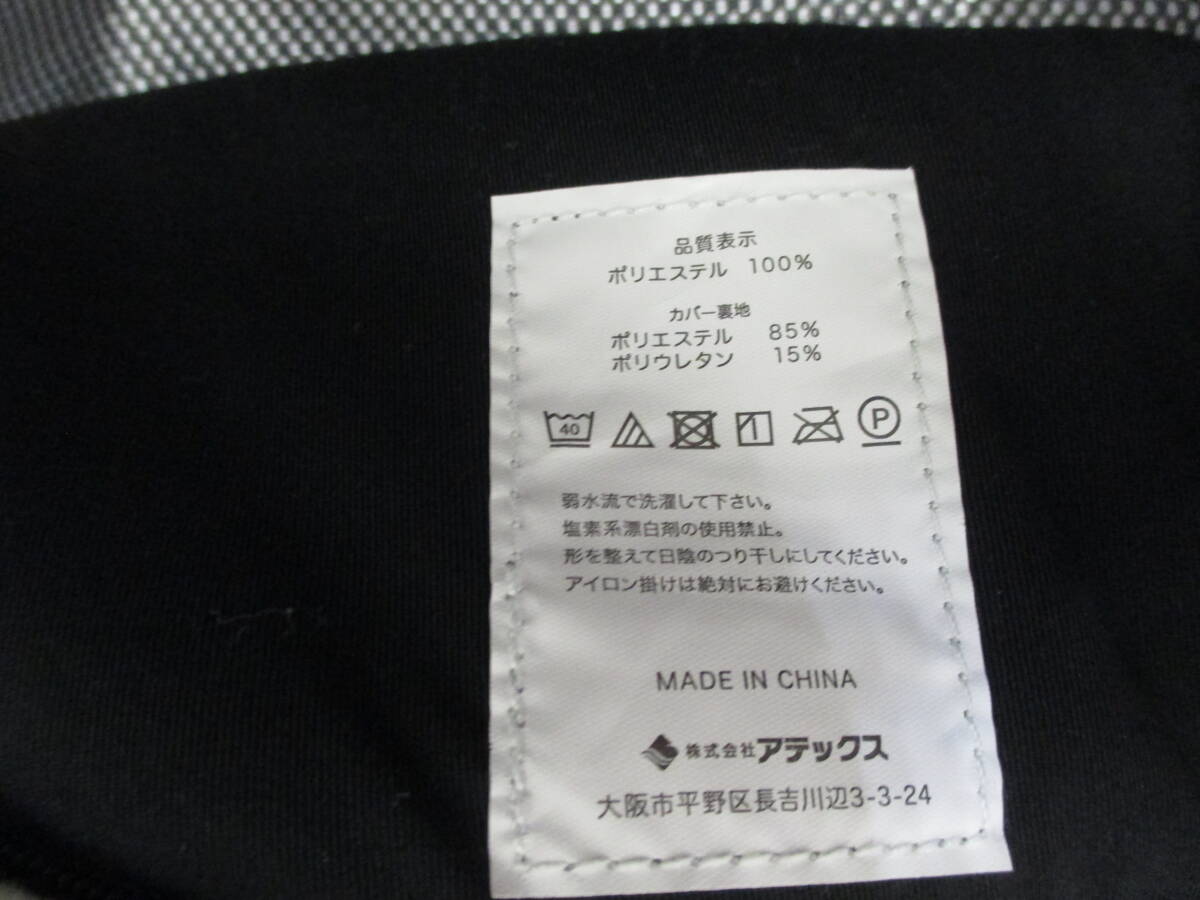 品質表示
ポリエステル 100%
カバー裏地
ポリエステル 85%
ポリウレタン 15%
40 P
弱水流で洗濯して下さい。
塩素系漂白剤の使用禁止。
形を整えて日陰のつり干しにしてください。
アイロン掛けは絶対にお避けください。
MADE IN CHINA
株式会社アテックス
大阪市平野区長吉川辺3-3-24